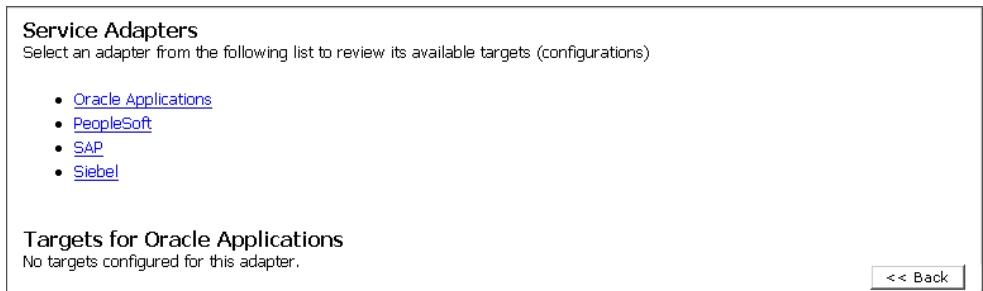 Service Adapters
Select an adapter from the following list to review its available targets (configurations)
• Oracle Applications
• PeopleSoft
• SAP
• Siebel
Targets for Oracle Applications
No targets configured for this adapter.
<< Back